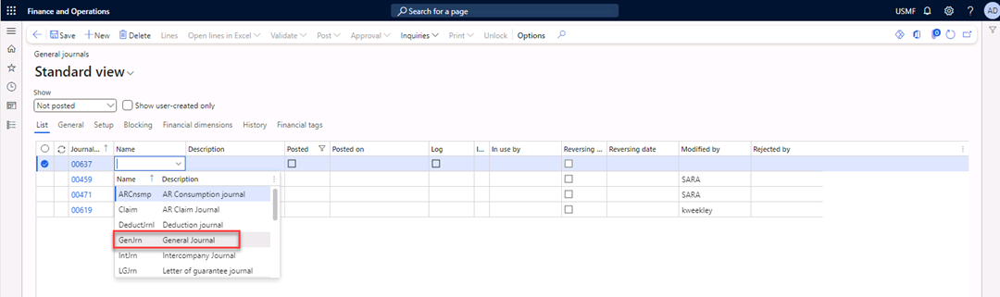 Finance and Operations Search for a page USMF ? AD
Save New Delete Lines Open lines in Excel Validate Post Approval Inquiries Print Unlock Options 0
General journals
Standard view
Show
Not posted Show user-created only
List General Setup Blocking Financial dimensions History Financial tags
Journal... Name Description Posted Posted on Log I... In use by Reversing ... Reversing date Modified by Rejected by
00637
Name Description
00459 SARA
ARCnsmp AR Consumption journal
00471 SARA
Claim AR Claim Journal
00619 kweekley
DeductJrnl Deduction journal
GenJrn General Journal
IntJrn Intercompany Journal
LGJrn Letter of guarantee journal